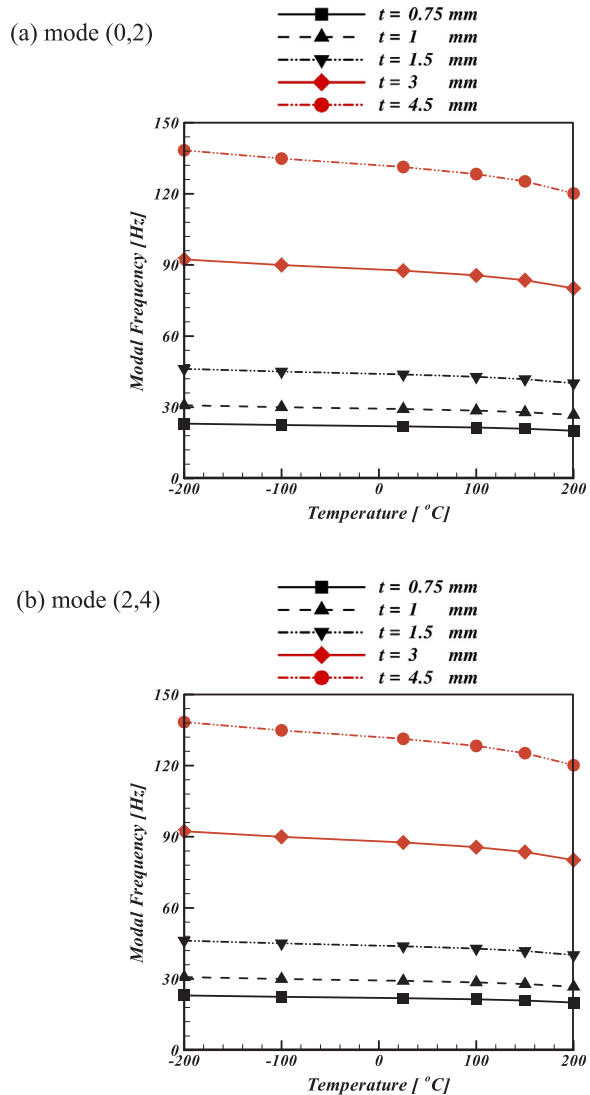 (a) mode (0,2)
t = 0.75 mm
t = 1 mm
t = 1.5 mm
t = 3 mm
t = 4.5 mm
150
120
90
60
30
0
Modal Frequency [Hz]
-200 -100 0 100 200
Temperature [ °C]
(b) mode (2,4)
t = 0.75 mm
t = 1 mm
t = 1.5 mm
t = 3 mm
t = 4.5 mm
150
120
90
60
30
0
Modal Frequency [Hz]
-200 -100 0 100 200
Temperature [ °C]